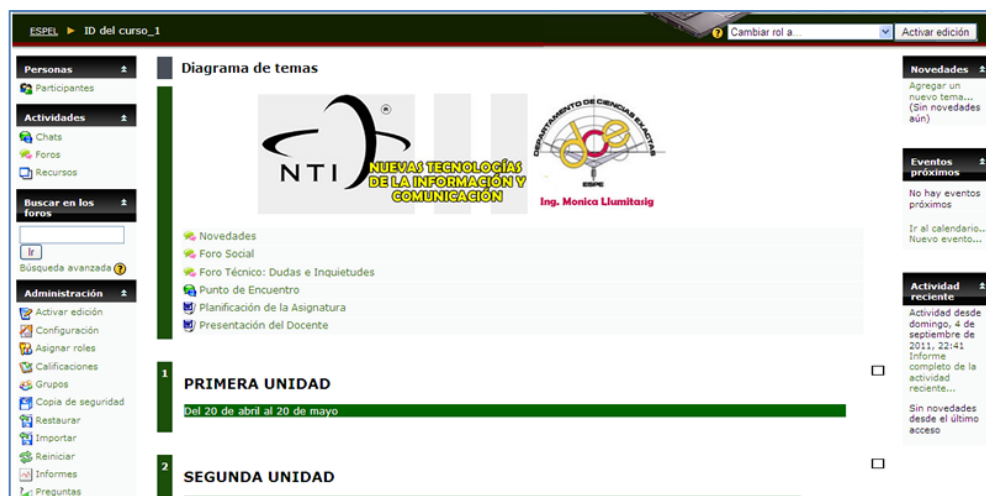 ESPEL ► ID del curso_1
Cambiar rol a...
Activar edición
Personas
Participantes
Actividades
Chats
Foros
Recursos
Buscar en los
foros
Ir
Búsqueda avanzada
Administración
Activar edición
Configuración
Asignar roles
Calificaciones
Grupos
Copia de seguridad
Restaurar
Importar
Reiniciar
Informes
Preguntas
Diagrama de temas
NTI
®
NUEVAS TECNOLOGÍAS
DE LA INFORMACIÓN Y
COMUNICACIÓN
DEPARTAMENTO DE CIENCIAS EXACTAS
dce
ESPE
Ing. Monica Llumitasig
Novedades
Foro Social
Foro Técnico: Dudas e Inquietudes
Punto de Encuentro
Planificación de la Asignatura
Presentación del Docente
1
PRIMERA UNIDAD
Del 20 de abril al 20 de mayo
2
SEGUNDA UNIDAD
Novedades
Agregar un
nuevo tema...
(Sin novedades
aún)
Eventos
próximos
No hay eventos
próximos
Ir al calendario...
Nuevo evento...
Actividad
reciente
Actividad desde
domingo, 4 de
septiembre de
2011, 22:41
Informe
completo de la
actividad
reciente...
Sin novedades
desde el último
acceso